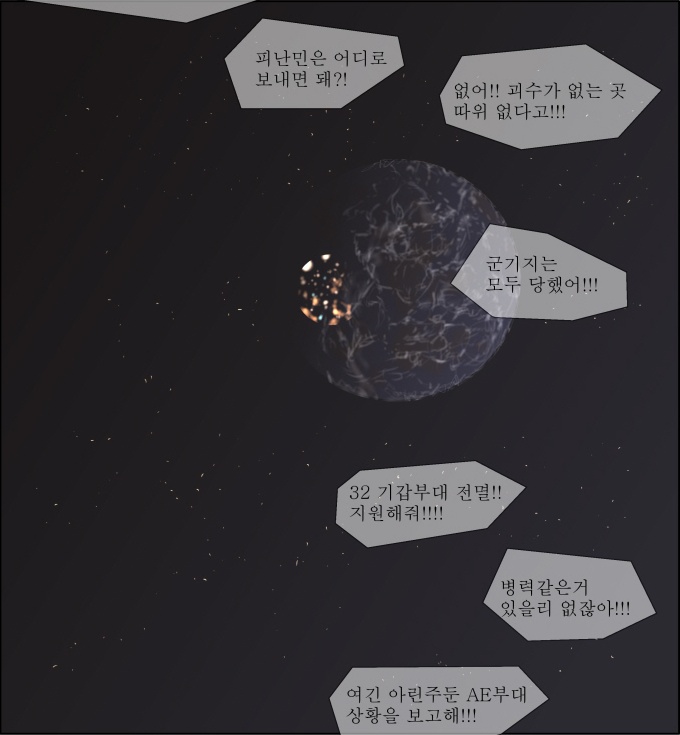 피난민은 어디로
보내면 돼?!
없어!! 괴수가 없는 곳
따위 없다고!!!
군기지는
모두 당했어!!!
32 기갑부대 전멸!!
지원해줘!!!!
병력같은거
있을리 없잖아!!!
여긴 아린주둔 AE부대
상황을 보고해!!!